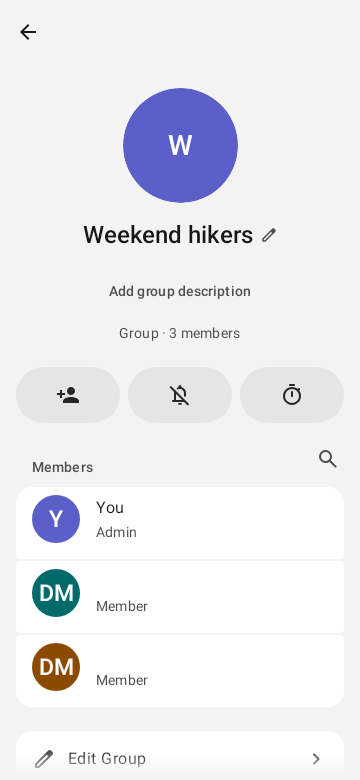 W
Weekend hikers
Add group description
Group · 3 members
Members
Y
You
Admin
DM
Member
DM
Member
Edit Group